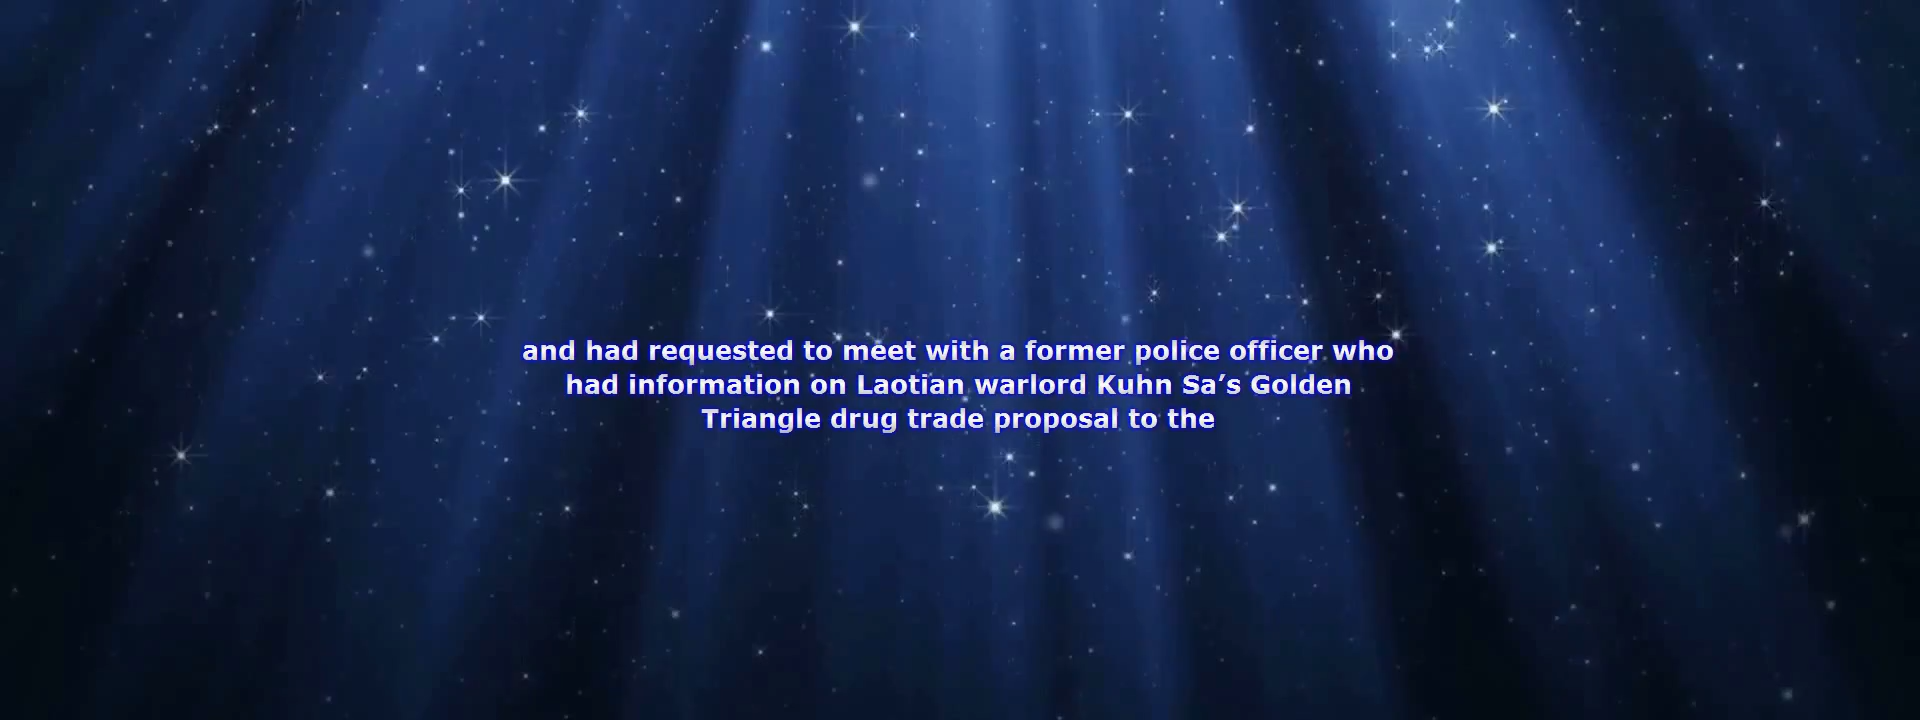 and had requested to meet with a former police officer who
had information on Laotian warlord Kuhn Sa’s Golden
Triangle drug trade proposal to the